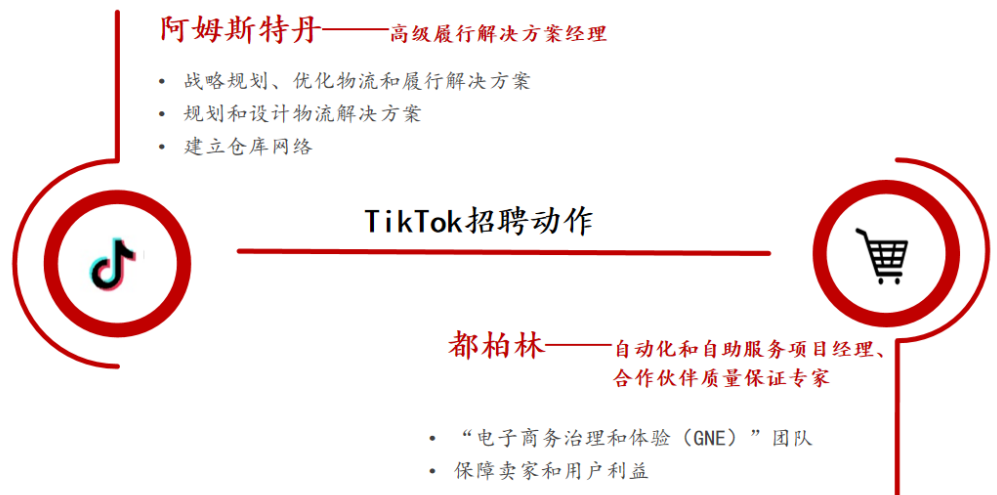 阿姆斯特丹——高级履行解决方案经理
• 战略规划、优化物流和履行解决方案
• 规划和设计物流解决方案
• 建立仓库网络
TikTok招聘动作
都柏林——自动化和自助服务项目经理、
合作伙伴质量保证专家
• “电子商务治理和体验（GNE）”团队
• 保障卖家和用户利益